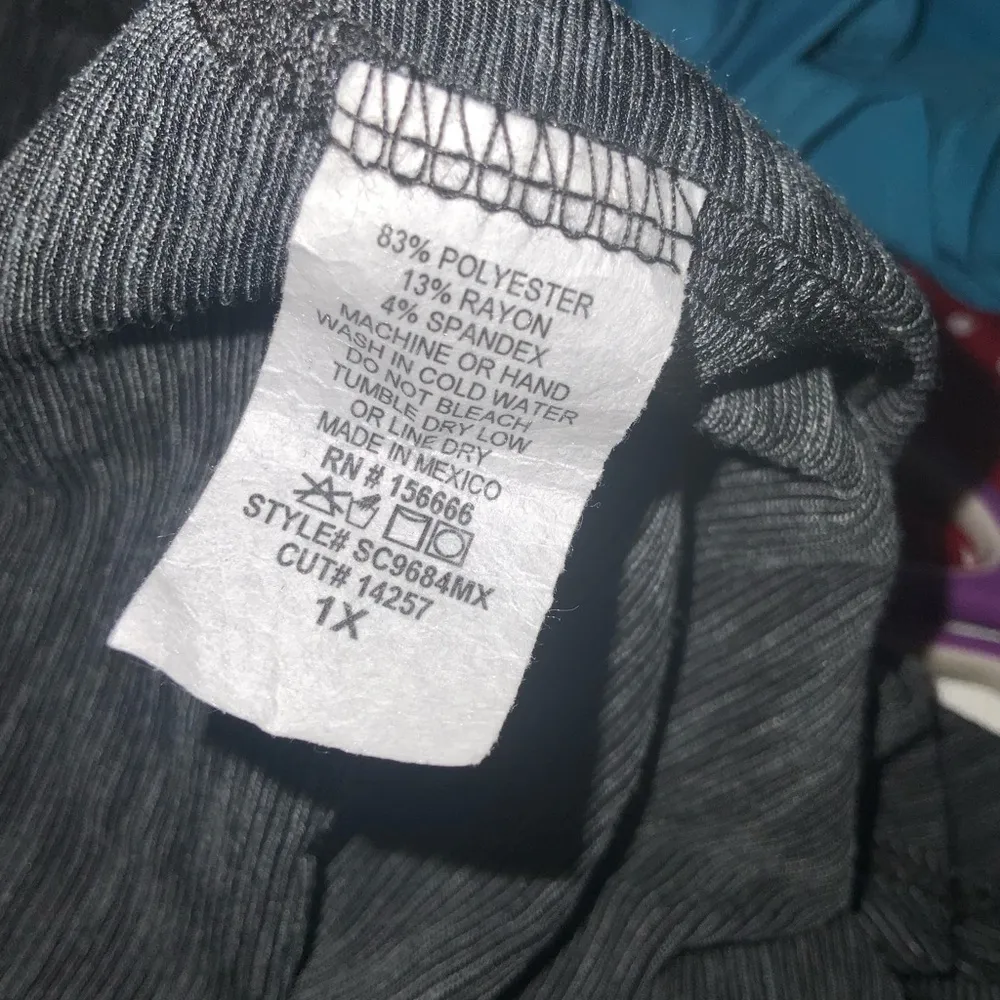 83% POLYESTER
13% RAYON
4% SPANDEX
MACHINE OR HAND
WASH IN COLD WATER
DO NOT BLEACH
TUMBLE DRY LOW
OR LINE DRY
MADE IN MEXICO
RN # 156666
STYLE# SC9684MX
CUT# 14257
1X